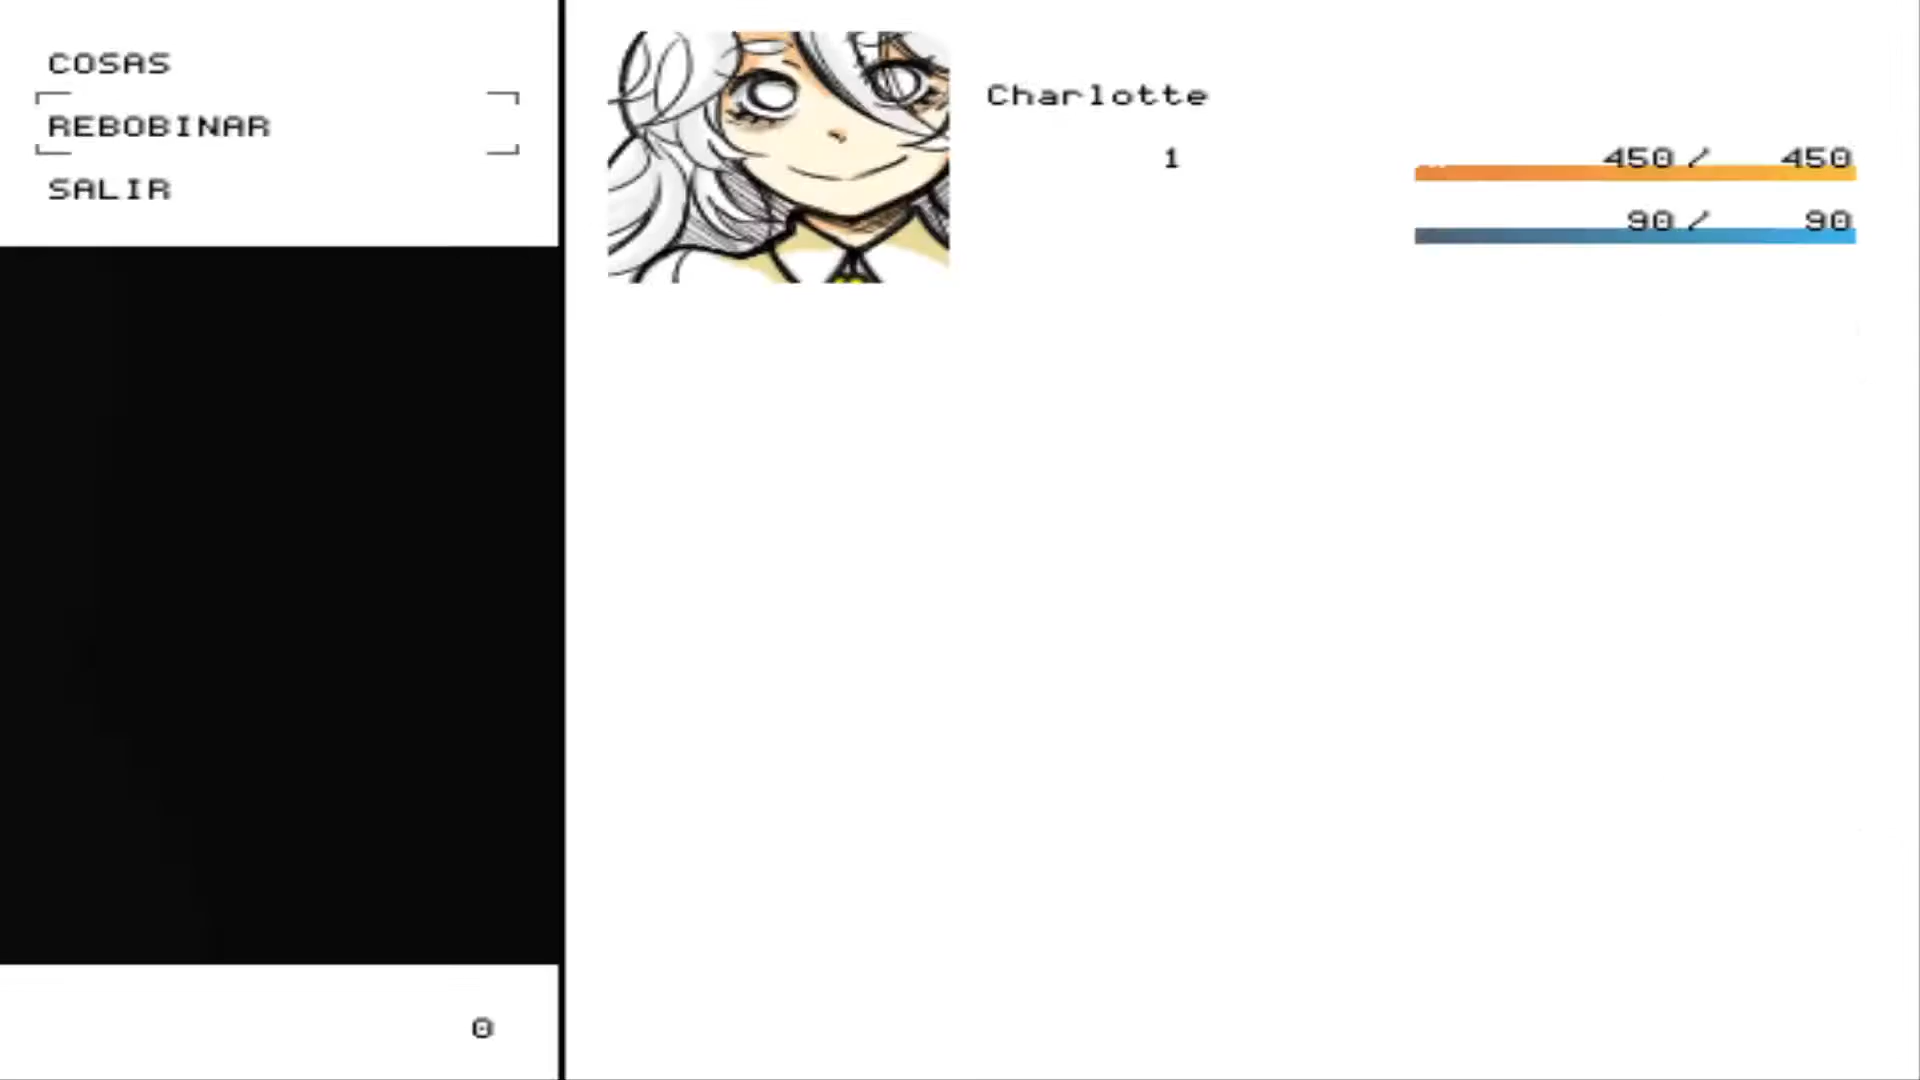 COSAS
REBOBINAR
SALIR
Charlotte
1
450 / 450
90 / 90
0